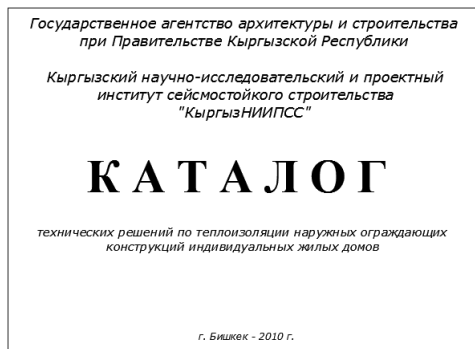 Государственное агентство архитектуры и строительства
при Правительстве Кыргызской Республики
Кыргызский научно-исследовательский и проектный
институт сейсмостойкого строительства
"КыргызНИИПСС"
КАТАЛОГ
технических решений по теплоизоляции наружных ограждающих
конструкций индивидуальных жилых домов
г. Бишкек - 2010 г.